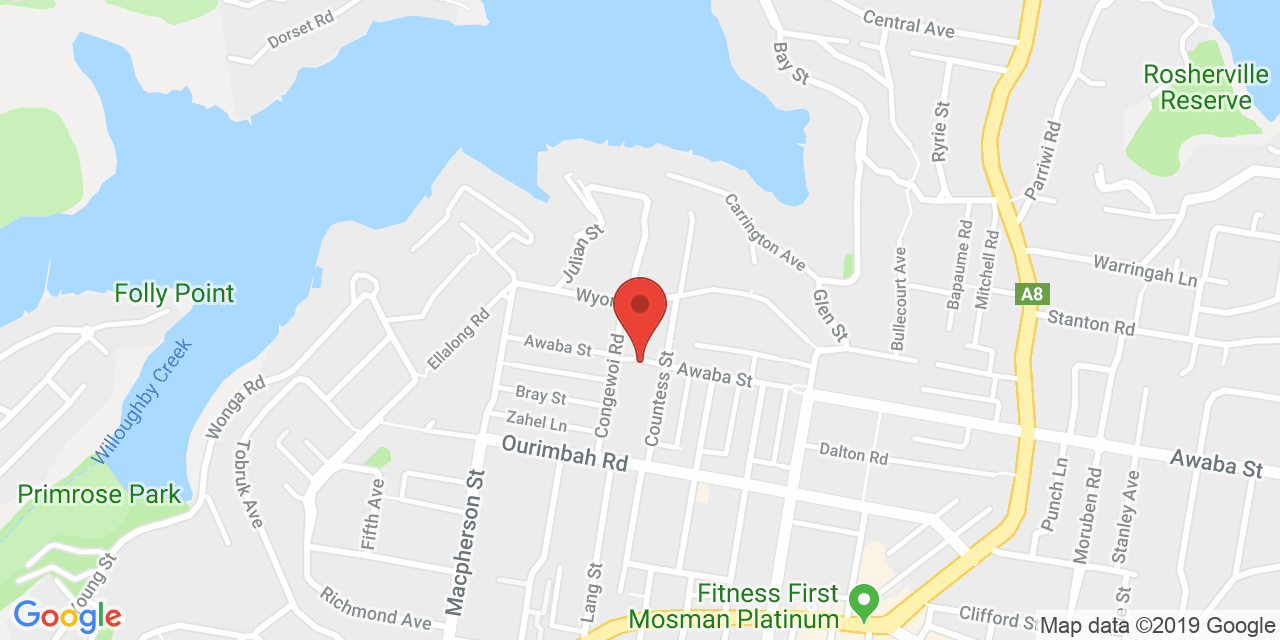 Dorset Rd
Central Ave
Bay St
Rosherville
Reserve
Ryrie St
Parriwi Rd
Carrington Ave
Julian St
Bapaume Rd
Mitchell Rd
Bullecourt Ave
Warringah Ln
Folly Point
A8
Glen St
Stanton Rd
Ellalong Rd
Awaba St
Congewoi Rd
Countess St
Awaba St
Willoughby Creek
Wonga Rd
Bray St
Zahel Ln
Ourimbah Rd
Dalton Rd
Awaba St
Tobruk Ave
Primrose Park
Fifth Ave
Macpherson St
Punch Ln
Moruben Rd
Stanley Ave
Young St
Richmond Ave
Lang St
Fitness First
Mosman Platinum
Clifford St
Google
Map data ©2019 Google